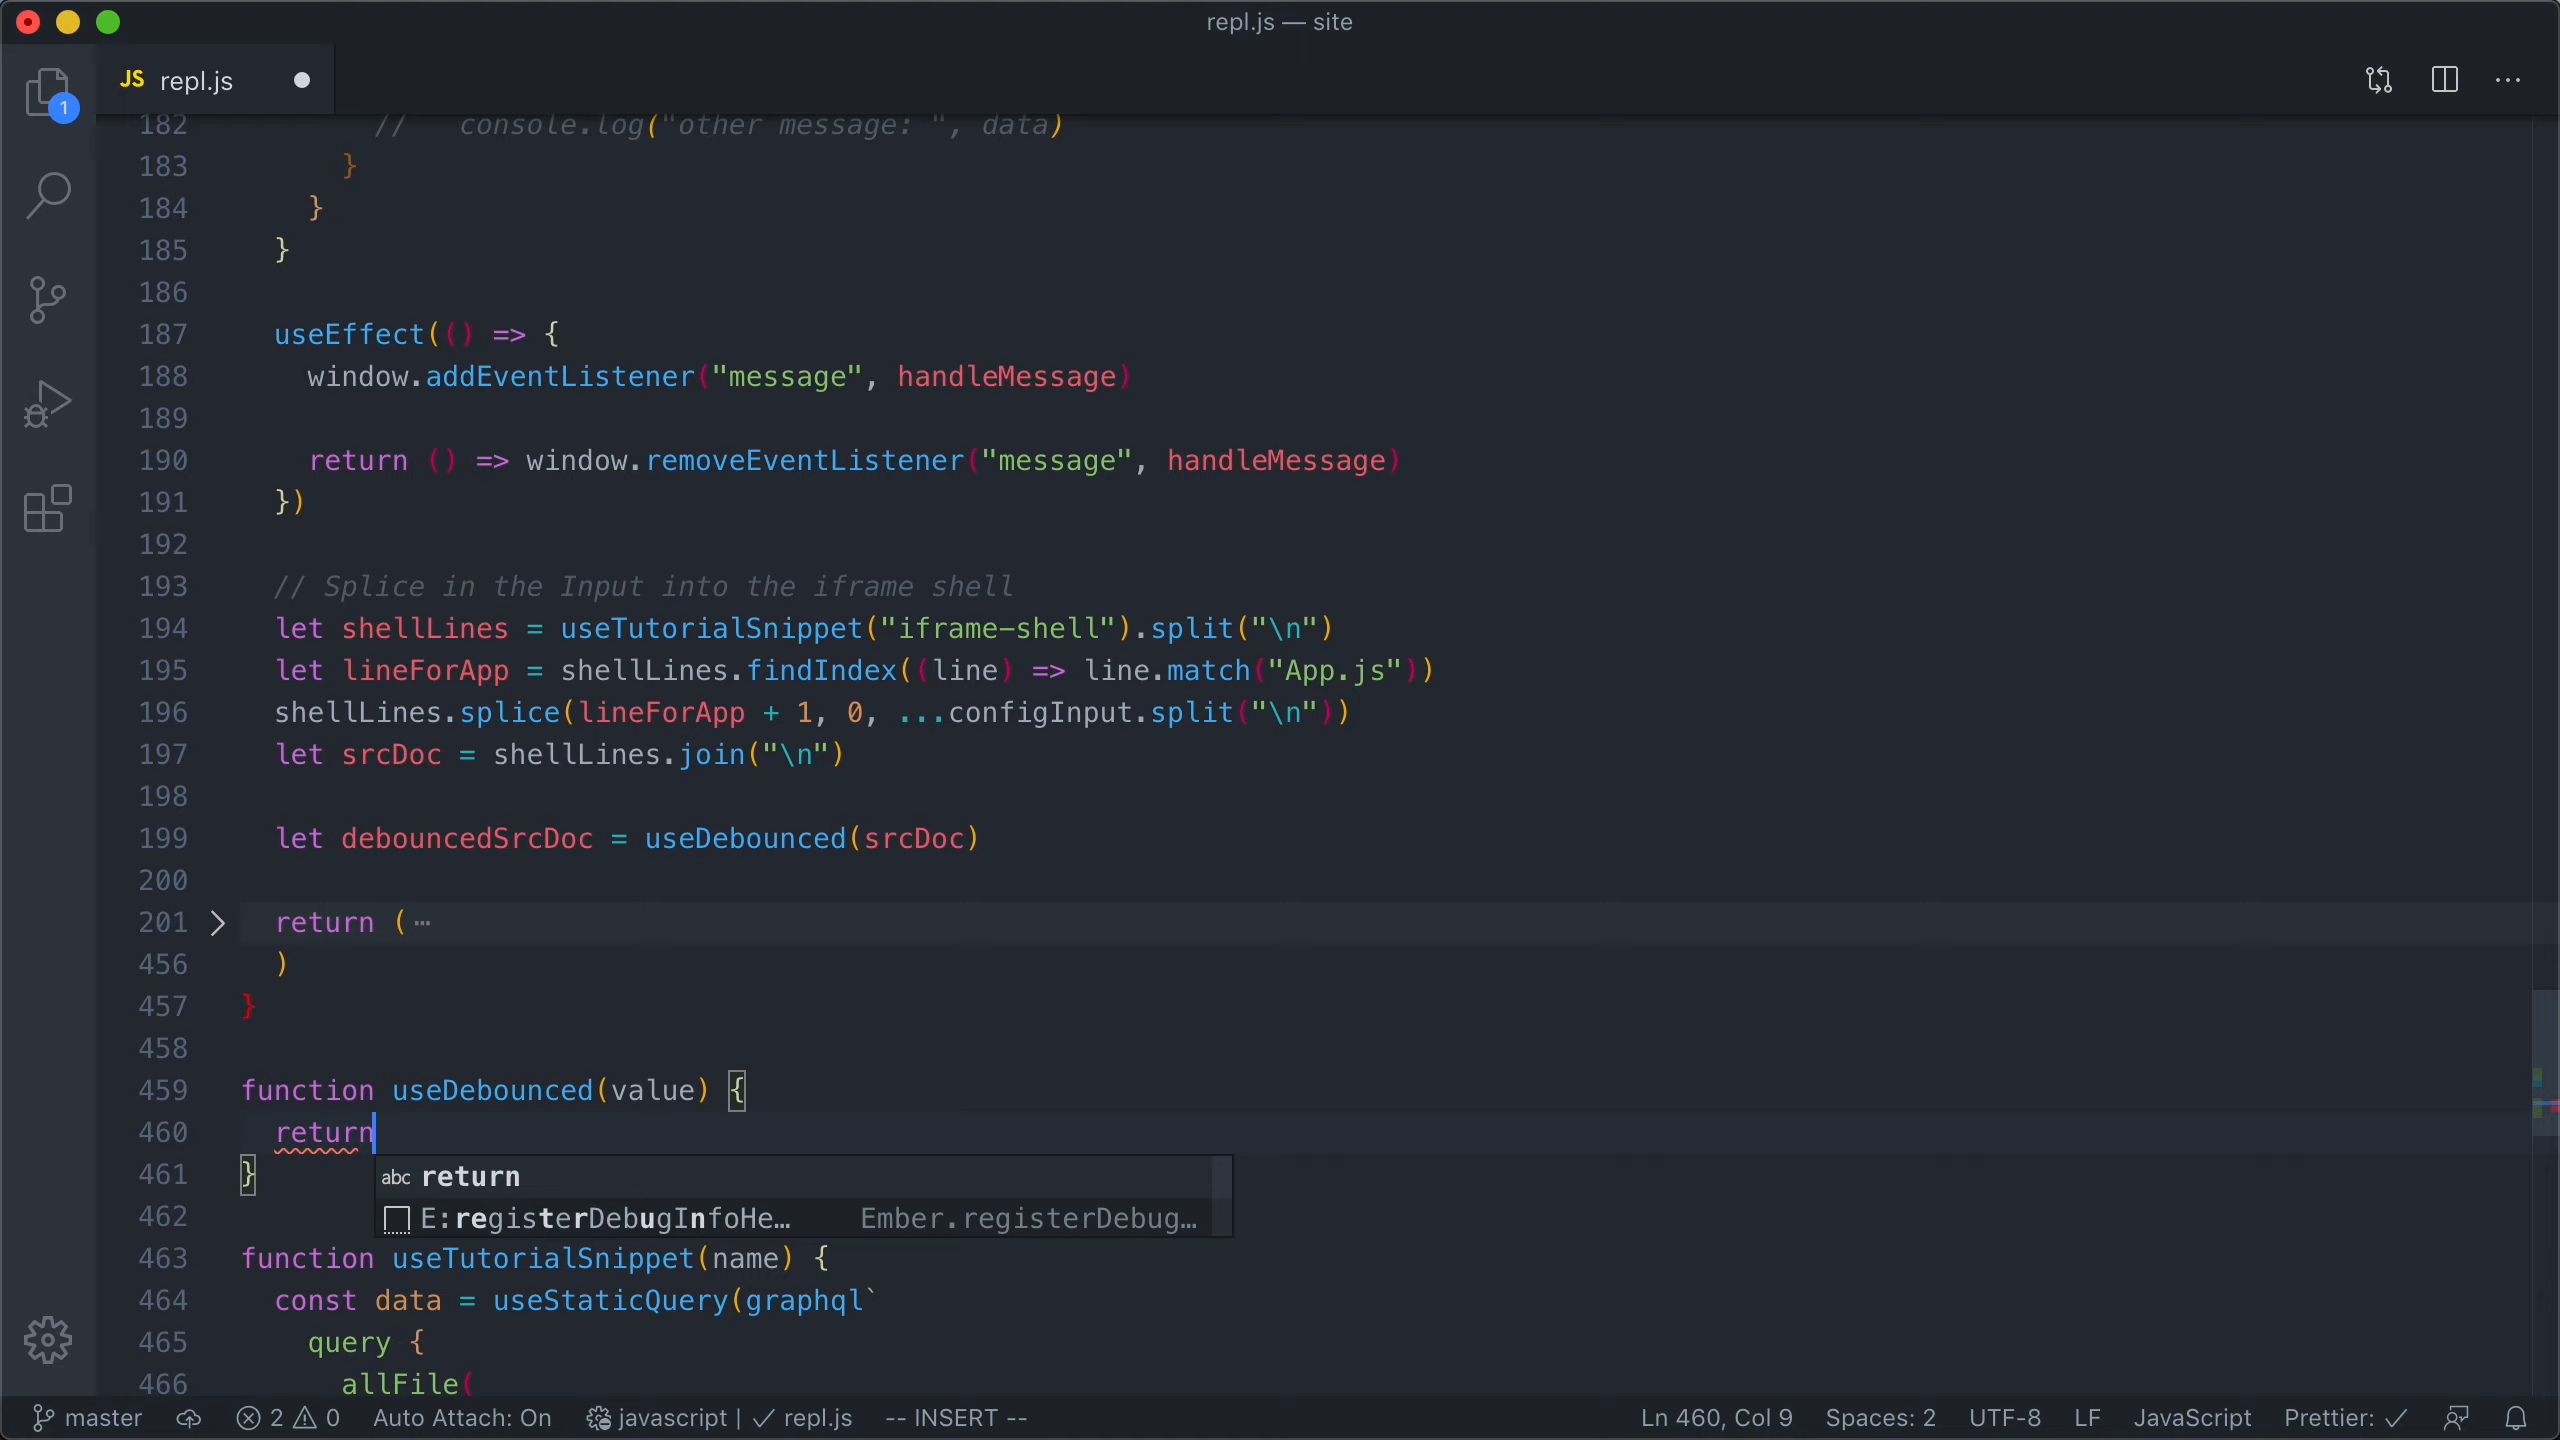 repl.js — site
JS repl.js
1
182 //   console.log("other message: ", data)
183 }
184 }
185 }
186
187 useEffect(() => {
188 window.addEventListener("message", handleMessage)
189
190 return () => window.removeEventListener("message", handleMessage)
191 })
192
193 // Splice in the Input into the iframe shell
194 let shellLines = useTutorialSnippet("iframe-shell").split("\n")
195 let lineForApp = shellLines.findIndex((line) => line.match("App.js"))
196 shellLines.splice(lineForApp + 1, 0, ...configInput.split("\n"))
197 let srcDoc = shellLines.join("\n")
198
199 let debouncedSrcDoc = useDebounced(srcDoc)
200
201 return ( …
456 )
457 }
458
459 function useDebounced(value) {
460 return
461 }
abc return
462
E:registerDebugInfoHe… Ember.registerDebug…
463 function useTutorialSnippet(name) {
464 const data = useStaticQuery(graphql`
465 query {
466 allFile(
master 2 0 Auto Attach: On javascript | ✓ repl.js -- INSERT -- Ln 460, Col 9 Spaces: 2 UTF-8 LF JavaScript Prettier: ✓